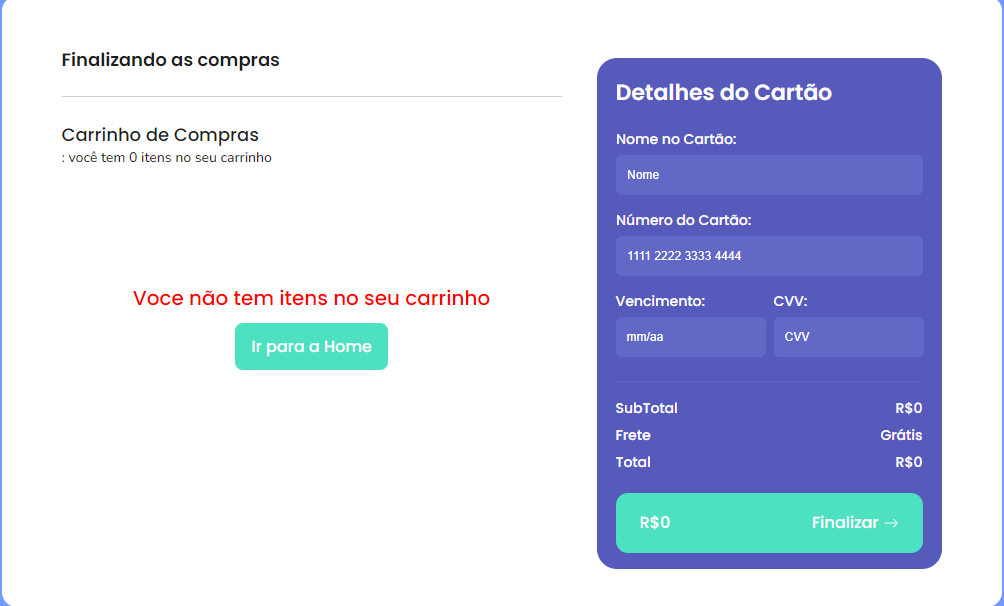 Finalizando as compras
Carrinho de Compras
: você tem 0 itens no seu carrinho
Voce não tem itens no seu carrinho
Ir para a Home
Detalhes do Cartão
Nome no Cartão:
Nome
Número do Cartão:
1111 2222 3333 4444
Vencimento: CVV:
mm/aa CVV
SubTotal R$0
Frete Grátis
Total R$0
R$0 Finalizar →